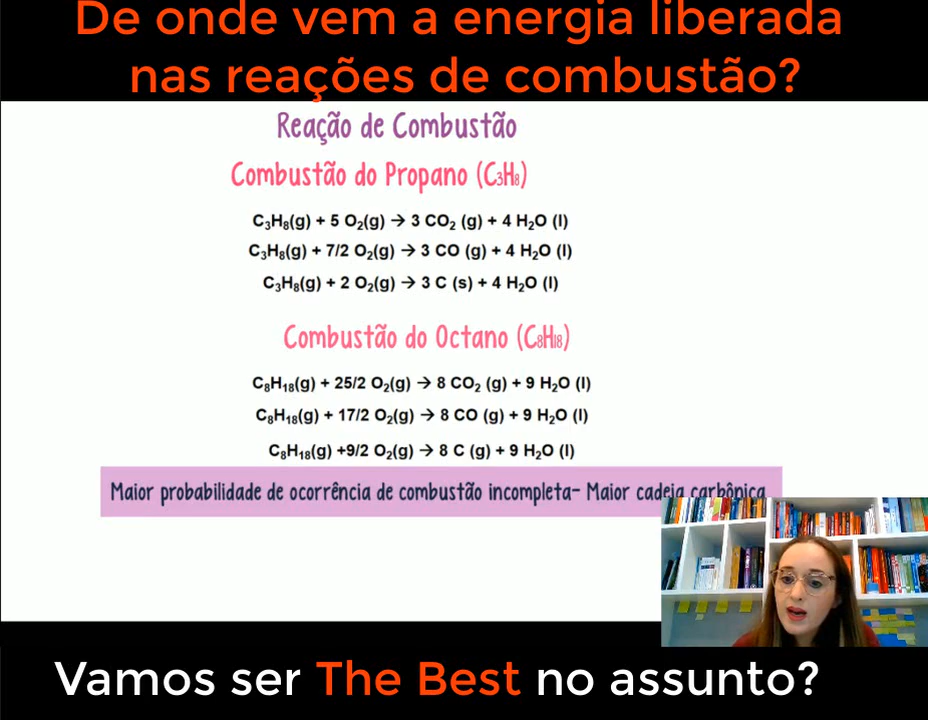 De onde vem a energia liberada
nas reações de combustão?
Reação de Combustão
Combustão do Propano (C₃H₈)
C₃H₈(g) + 5 O₂(g) → 3 CO₂ (g) + 4 H₂O (l)
C₃H₈(g) + 7/2 O₂(g) → 3 CO (g) + 4 H₂O (l)
C₃H₈(g) + 2 O₂(g) → 3 C (s) + 4 H₂O (l)
Combustão do Octano (C₈H₁₈)
C₈H₁₈(g) + 25/2 O₂(g) → 8 CO₂ (g) + 9 H₂O (l)
C₈H₁₈(g) + 17/2 O₂(g) → 8 CO (g) + 9 H₂O (l)
C₈H₁₈(g) +9/2 O₂(g) → 8 C (g) + 9 H₂O (l)
Maior probabilidade de ocorrência de combustão incompleta- Maior cadeia carbônica
Vamos ser The Best no assunto?